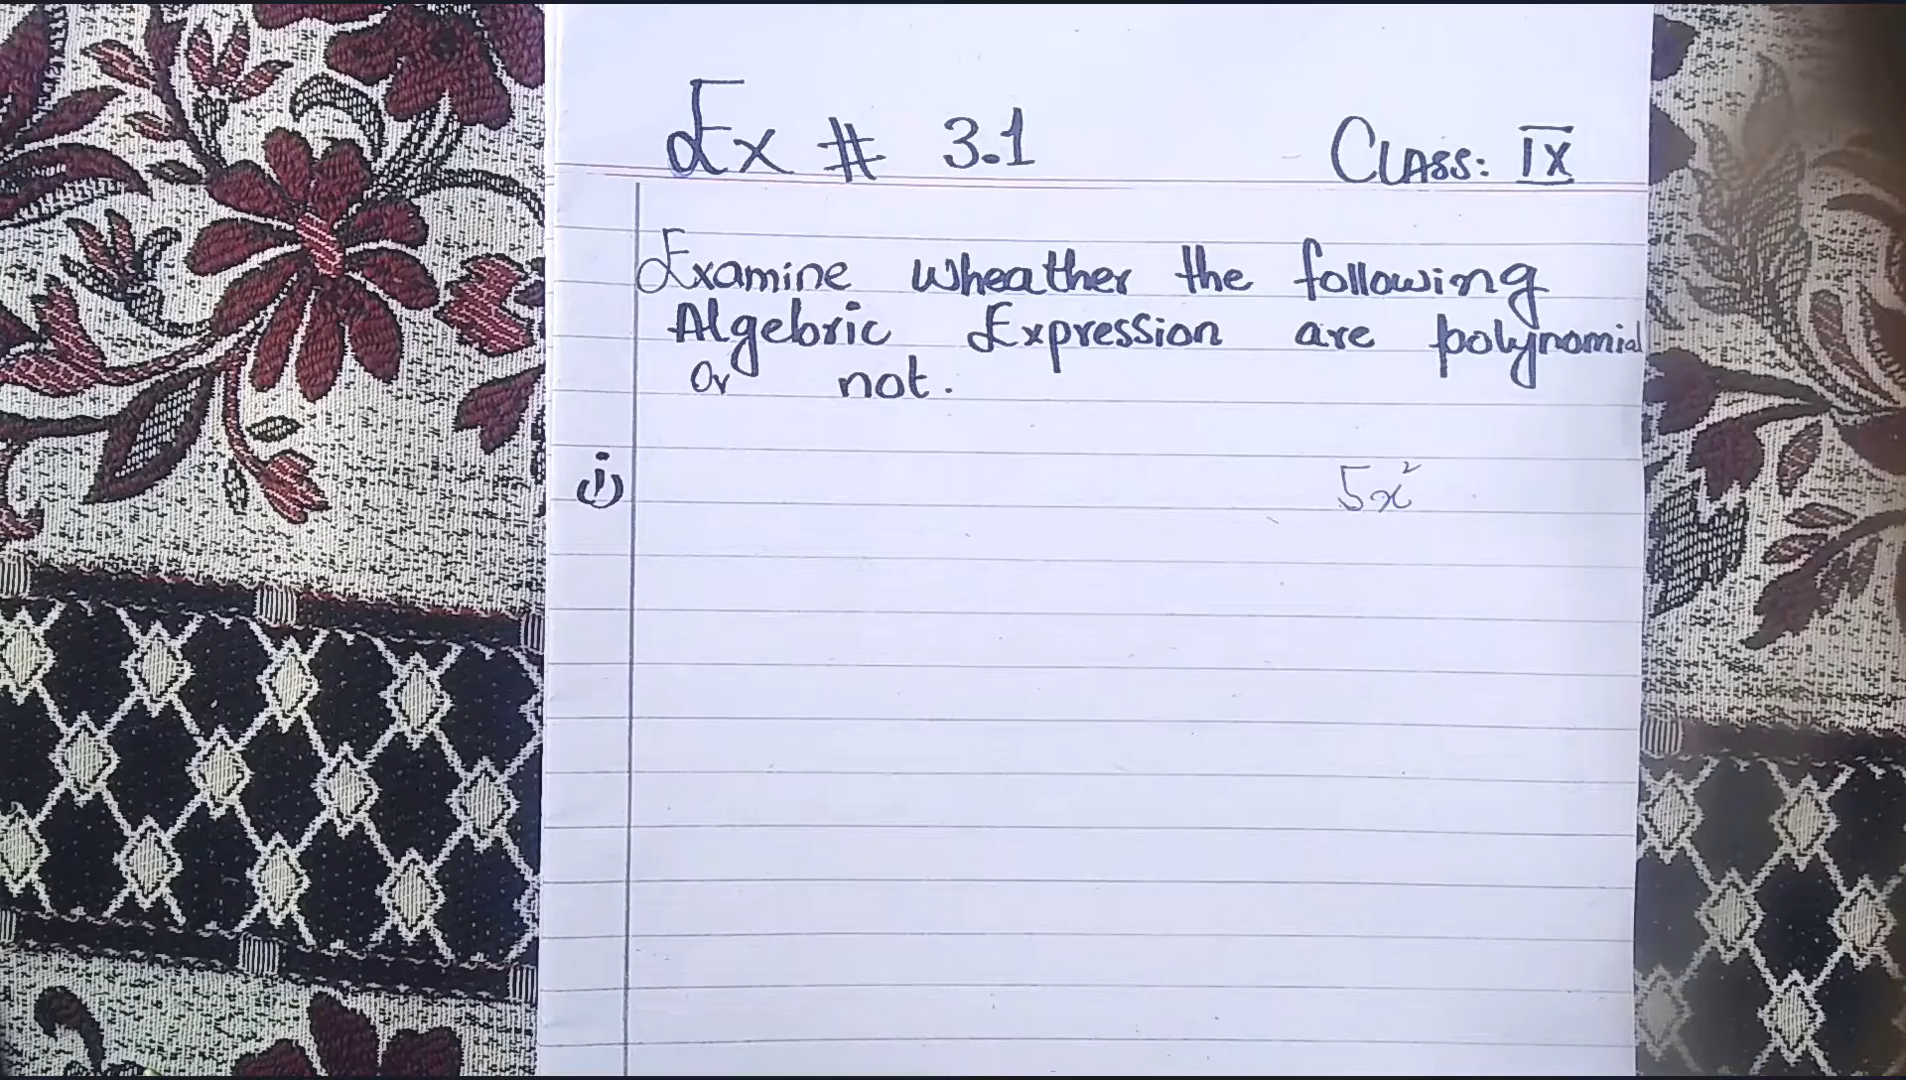 Ex # 3.1 CLASS: IX
Examine wheather the following
Algebric Expression are polynomial
or not.
(i) 5x²